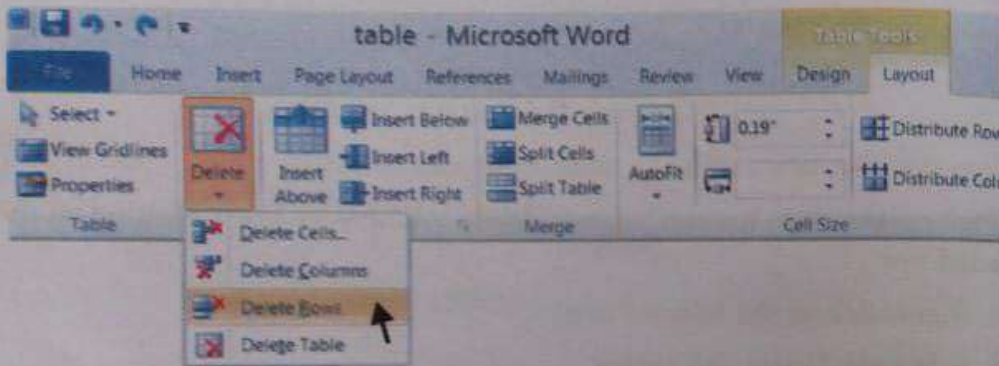 table - Microsoft Word
Table Tools
File Home Insert Page Layout References Mailings Review View Design Layout
Select
View Gridlines
Properties
Table
Delete
Insert Above
Insert Below
Insert Left
Insert Right
Merge Cells
Split Cells
Split Table
Merge
AutoFit
0.19"
Distribute Row
Distribute Col
Cell Size
Delete Cells...
Delete Columns
Delete Rows
Delete Table